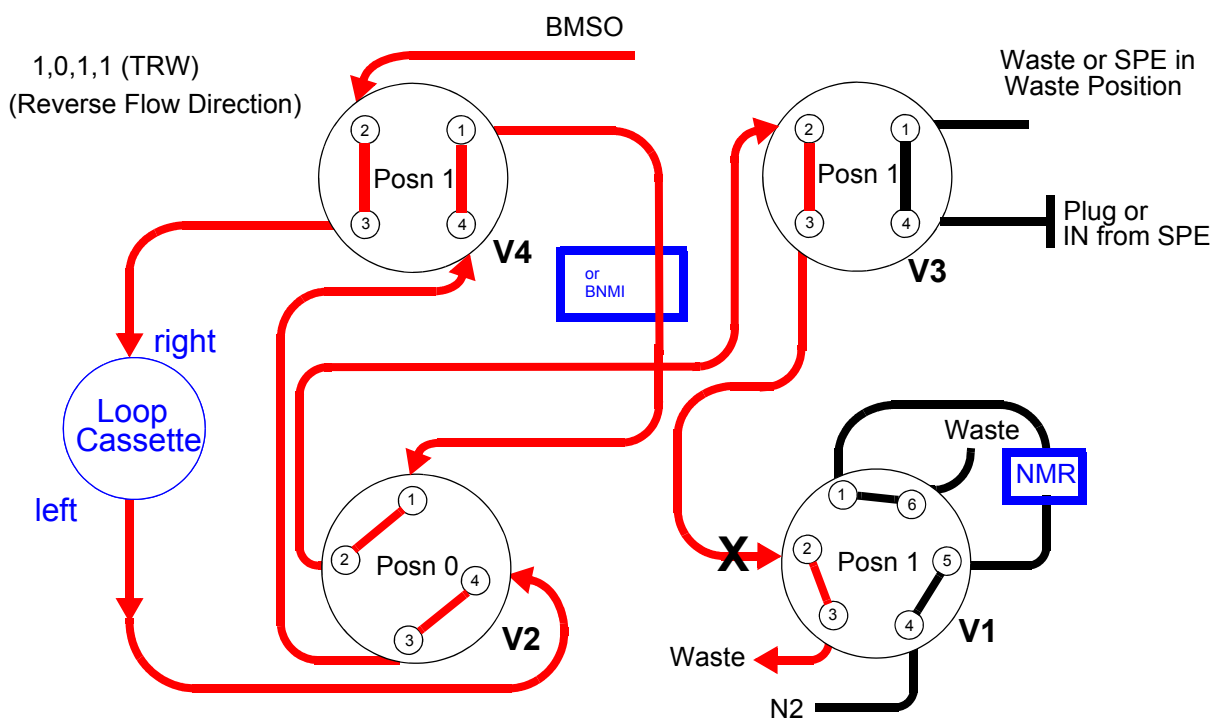 BMSO
1,0,1,1 (TRW)
(Reverse Flow Direction)
Waste or SPE in
Waste Position
2
1
Posn 1
3
4
V4
2
1
Posn 1
3
4
V3
Plug or
IN from SPE
or
BNMI
right
Loop
Cassette
left
Waste
NMR
1
2
Posn 0
4
3
V2
X
1
6
2
Posn 1
5
3
4
V1
Waste
N2